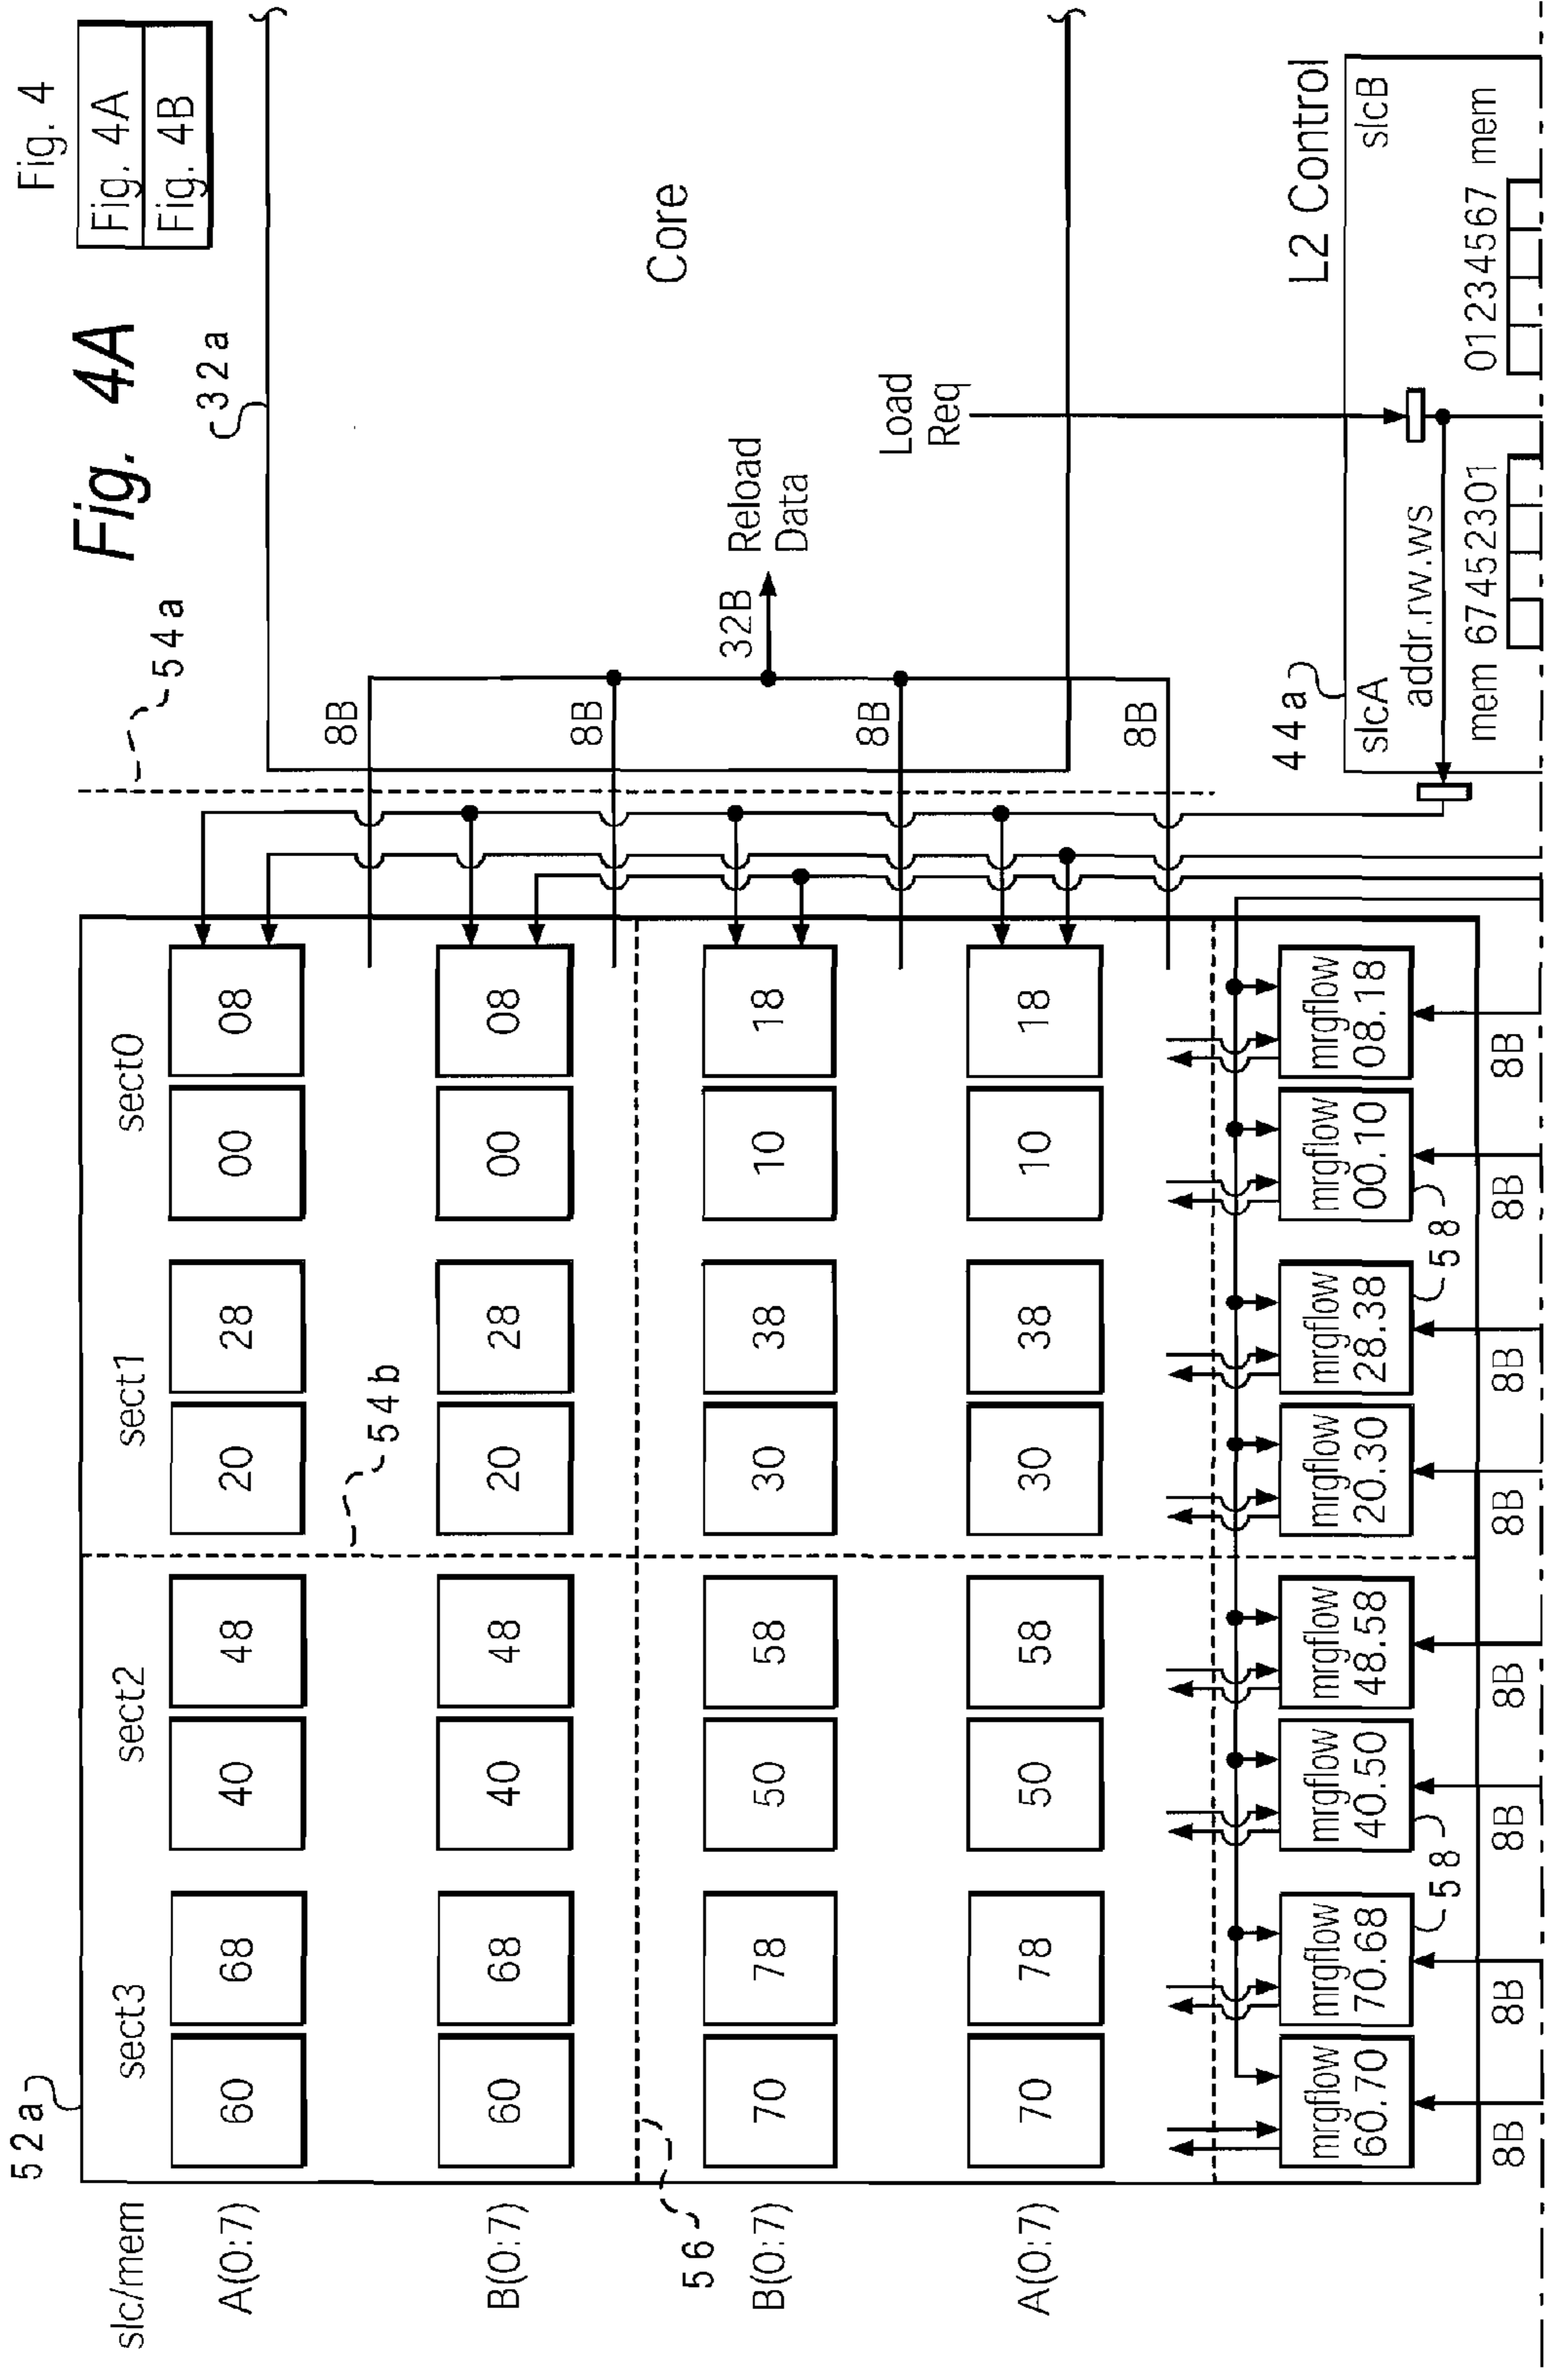 Fig. 4
Fig. 4A
Fig. 4B
Fig. 4A
52a
54a
32a
slc/mem
sect3
sect2
sect1
sect0
A(0:7)
60
68
40
48
20
28
00
08
8B
54b
B(0:7)
60
68
40
48
20
28
00
08
8B
Core
56
B(0:7)
70
78
50
58
30
38
10
18
8B
32B
Reload
Data
A(0:7)
70
78
50
58
30
38
10
18
8B
Load
Req
mrgflow
60.70
mrgflow
70.68
mrgflow
40.50
mrgflow
48.58
mrgflow
20.30
mrgflow
28.38
mrgflow
00.10
mrgflow
08.18
58
58
44a
L2 Control
slcA
slcB
addr.rw.ws
mem 67452301
01234567 mem
8B
8B
8B
8B
8B
8B
8B
8B